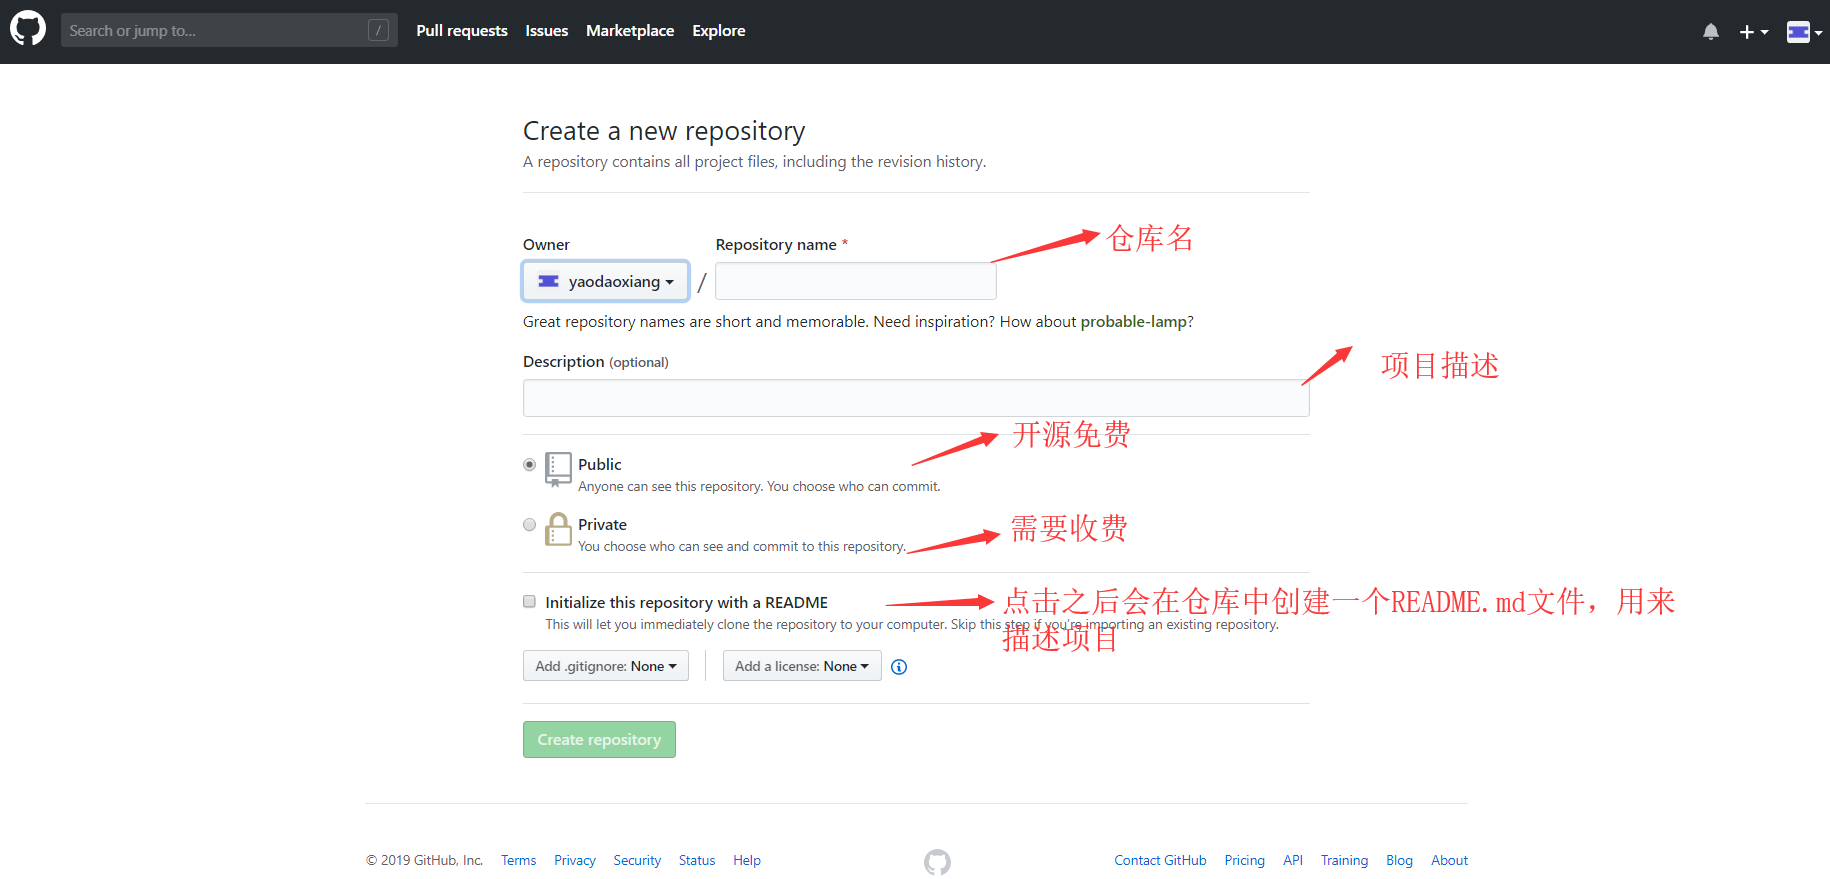 Search or jump to... /
Pull requests Issues Marketplace Explore
Create a new repository
A repository contains all project files, including the revision history.
Owner Repository name * 仓库名
yaodaoxiang /
Great repository names are short and memorable. Need inspiration? How about probable-lamp?
Description (optional) 项目描述
开源免费
Public
Anyone can see this repository. You choose who can commit.
Private 需要收费
You choose who can see and commit to this repository.
Initialize this repository with a README 点击之后会在仓库中创建一个README.md文件，用来
This will let you immediately clone the repository to your computer. Skip this step if you're importing an existing repository.
描述项目
Add .gitignore: None Add a license: None
Create repository
© 2019 GitHub, Inc. Terms Privacy Security Status Help Contact GitHub Pricing API Training Blog About